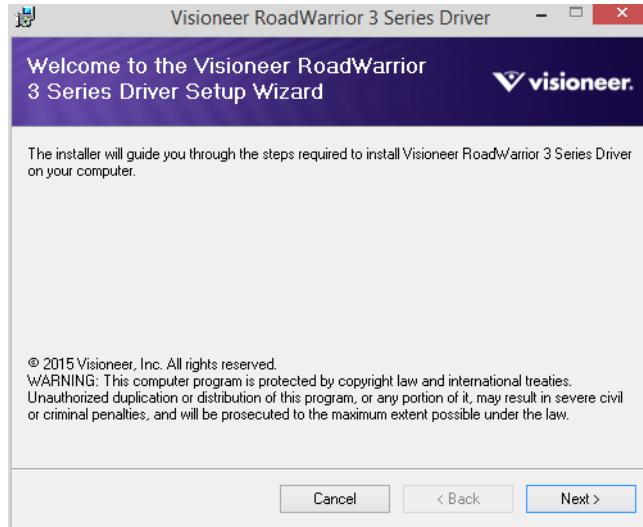 Visioneer RoadWarrior 3 Series Driver
Welcome to the Visioneer RoadWarrior
3 Series Driver Setup Wizard
visioneer.
The installer will guide you through the steps required to install Visioneer RoadWarrior 3 Series Driver
on your computer.
© 2015 Visioneer, Inc. All rights reserved.
WARNING: This computer program is protected by copyright law and international treaties.
Unauthorized duplication or distribution of this program, or any portion of it, may result in severe civil
or criminal penalties, and will be prosecuted to the maximum extent possible under the law.
Cancel
< Back
Next >